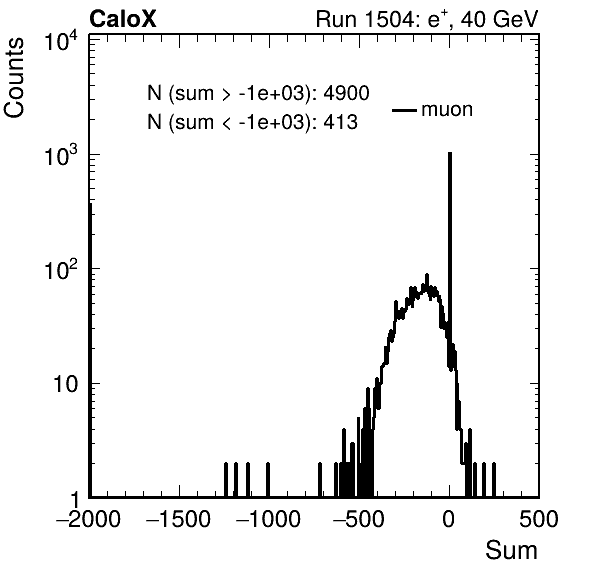 CaloX Run 1504: e⁺, 40 GeV
Counts
10⁴
N (sum > -1e+03): 4900
N (sum < -1e+03): 413
muon
10³
10²
10
1
−2000 −1500 −1000 −500 0 500
Sum